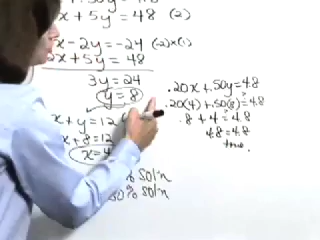 x + 5y = 48 (2)
x - 2y = -24 (-2)*(1)
2x + 5y = 48
3y = 24
y = 8
x + y = 12
x + 8 = 12
x = 4
% sol'n
% sol'n
.20x + .50y = 4.8
.20(4) + .50(8) ?= 4.8
.8 + 4 ?= 4.8
4.8 = 4.8
true.